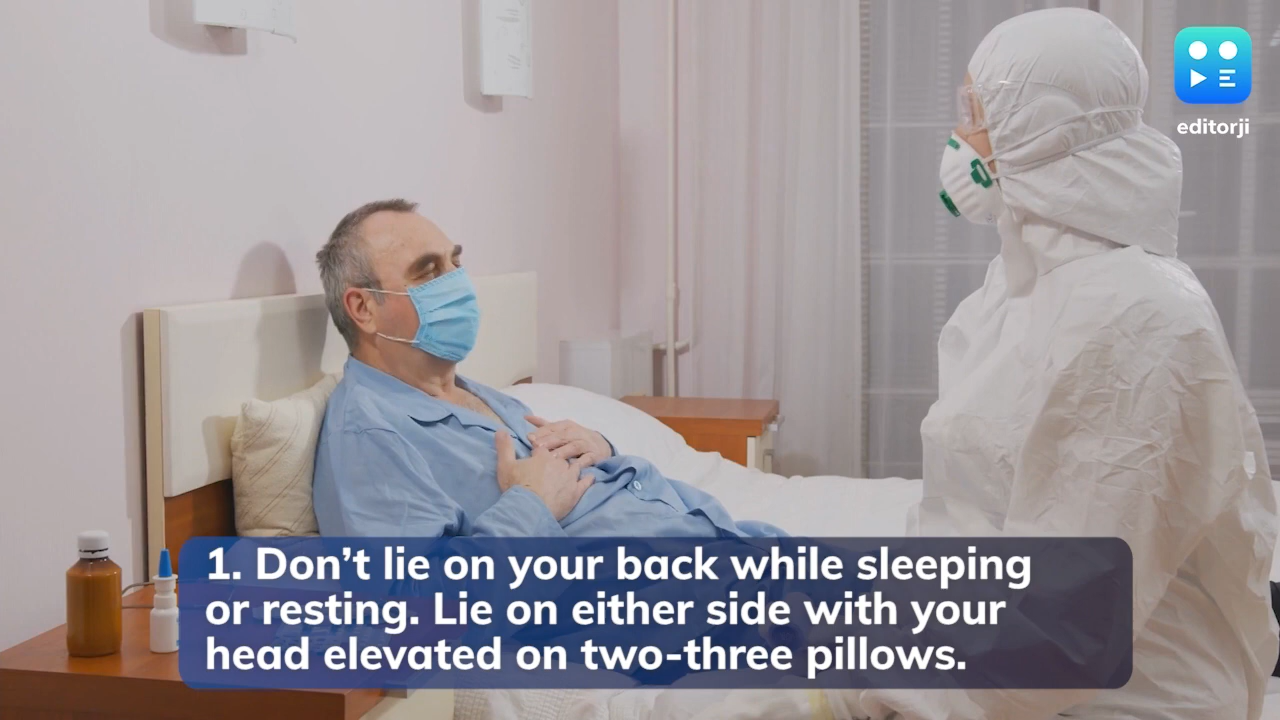 editorji
1. Don't lie on your back while sleeping
or resting. Lie on either side with your
head elevated on two-three pillows.